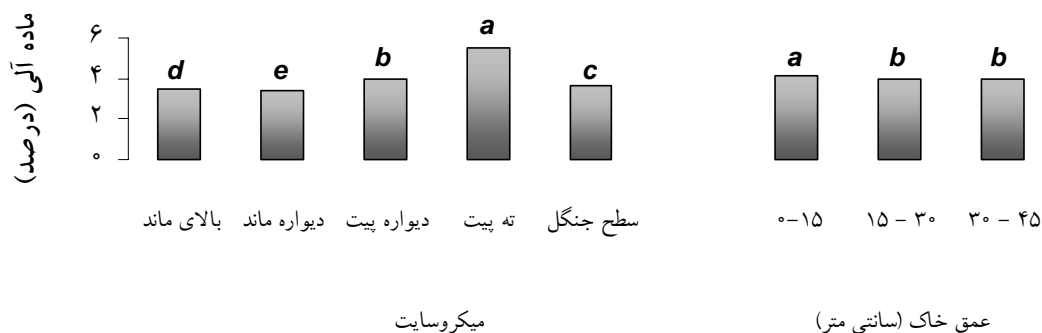 ماده آلی (درصد)
۶
۴
۲
۰
d e b a c
a b b
بالای ماند دیواره ماند دیواره پیت ته پیت سطح جنگل
۰-۱۵ ۱۵ - ۳۰ ۳۰ - ۴۵
میکروسایت
عمق خاک (سانتی متر)